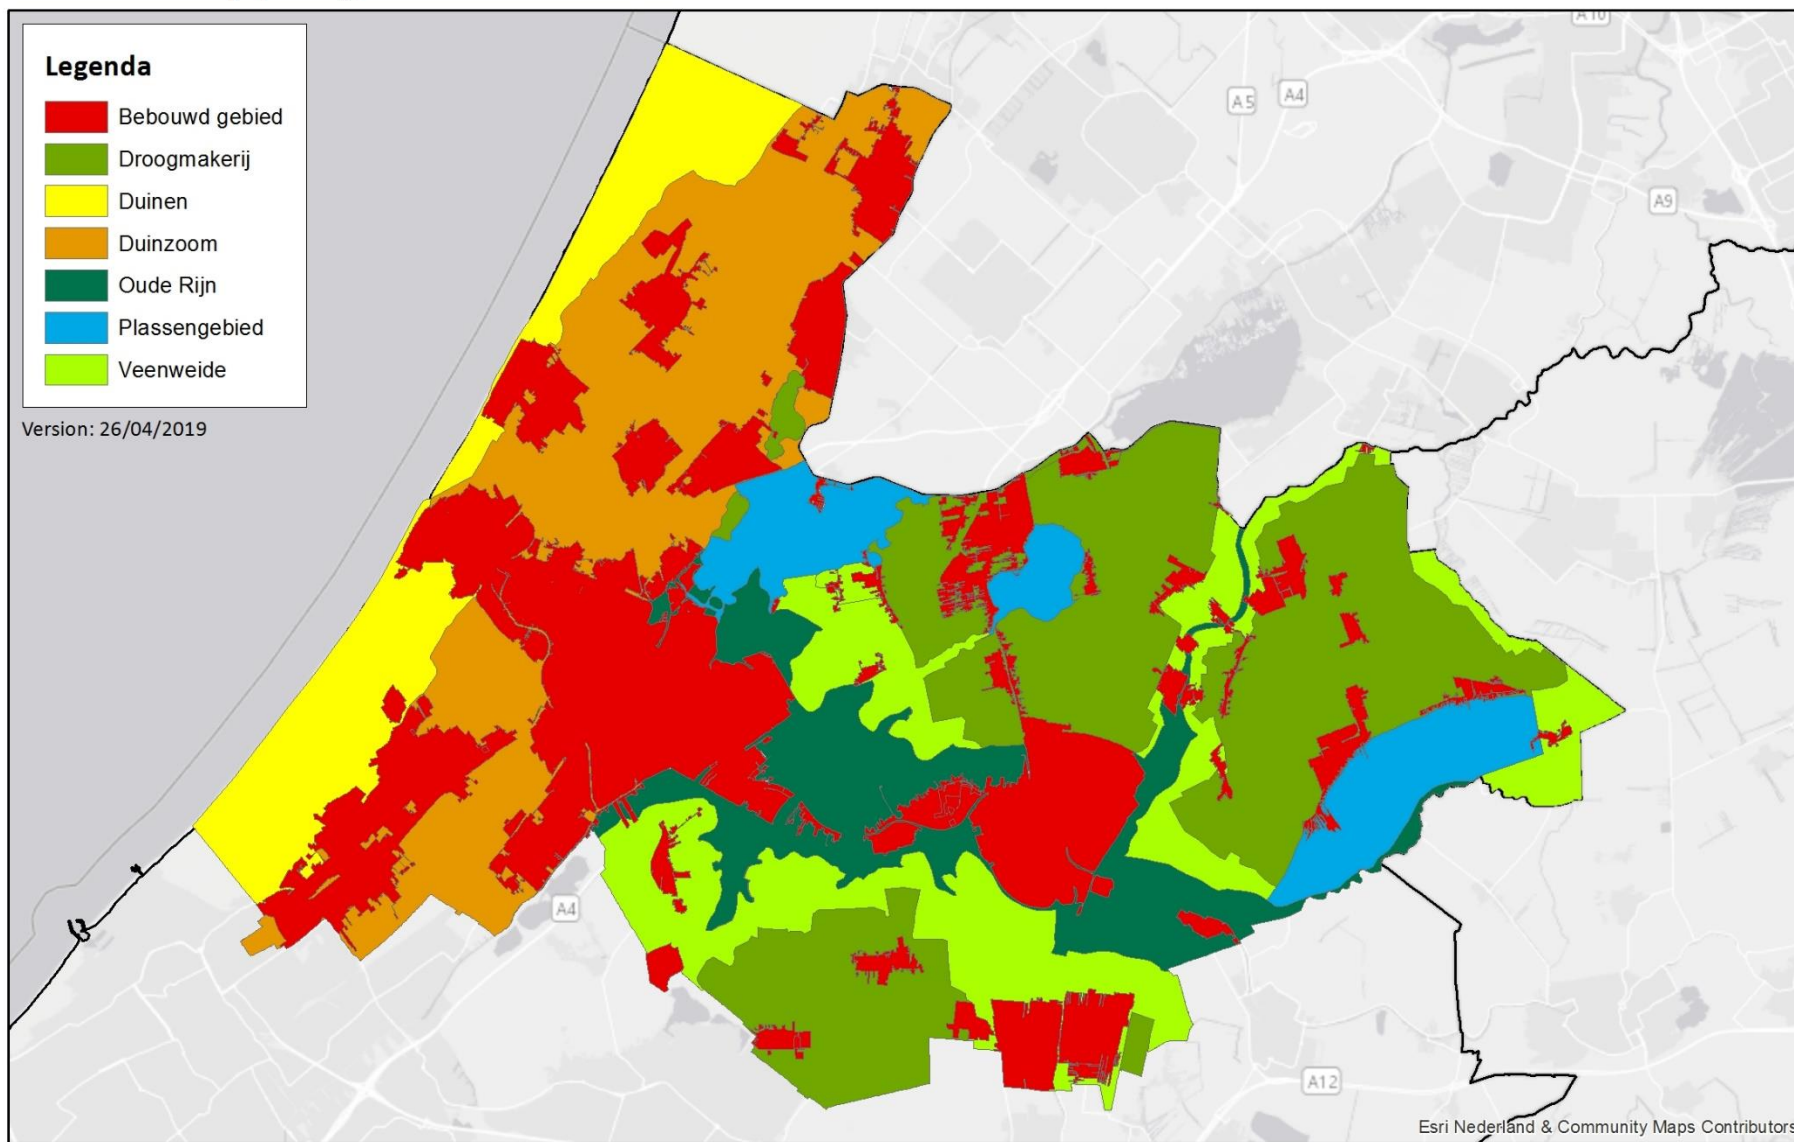 Legenda
Bebouwd gebied
Droogmakerij
Duinen
Duinzoom
Oude Rijn
Plassengebied
Veenweide
Version: 26/04/2019
A10
A5
A4
A9
A4
A12
Esri Nederland & Community Maps Contributors